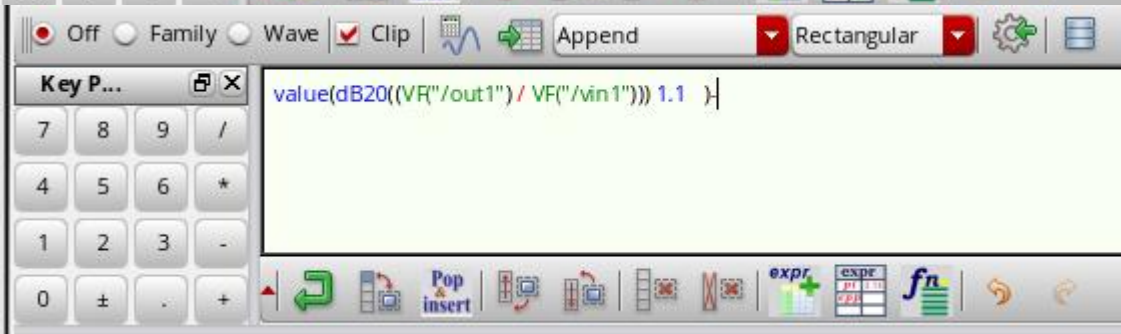 Off Family Wave Clip Append Rectangular
Key P...
value(dB20((VF("/out1") / VF("/vin1"))) 1.1 )-
7 8 9 /
4 5 6 *
1 2 3 -
0 ± . +
Pop & insert
expr
expr
fn